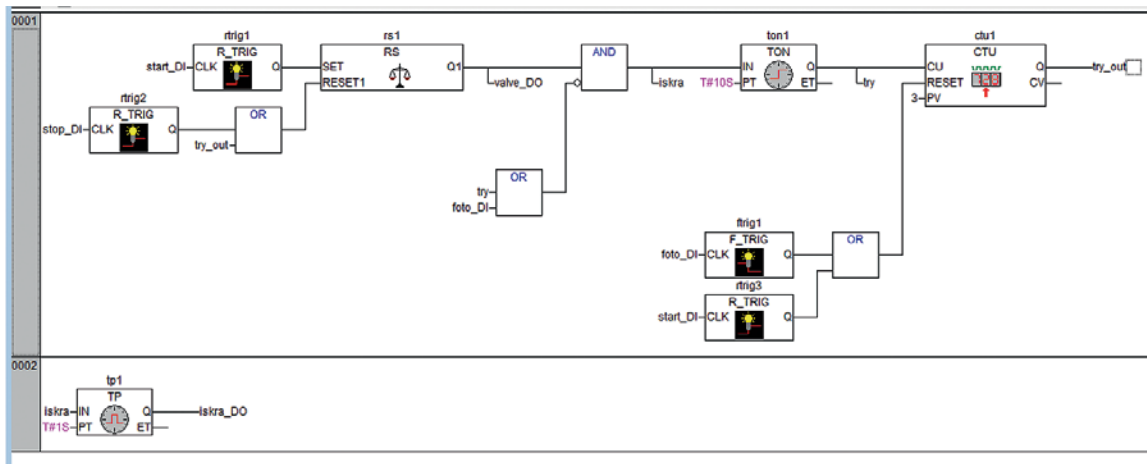 0001
rtrig1
R_TRIG
start_DI CLK Q
rs1
RS
SET Q1
RESET1
valve_DO
AND
iskra
ton1
TON
IN Q
T#10S PT ET
try
ctu1
CTU
CU Q
RESET CV
3 PV
try_out
rtrig2
R_TRIG
stop_DI CLK Q
OR
try_out
OR
try
foto_DI
ftrig1
F_TRIG
foto_DI CLK Q
OR
rtrig3
R_TRIG
start_DI CLK Q
0002
tp1
TP
iskra IN Q iskra_DO
T#1S PT ET